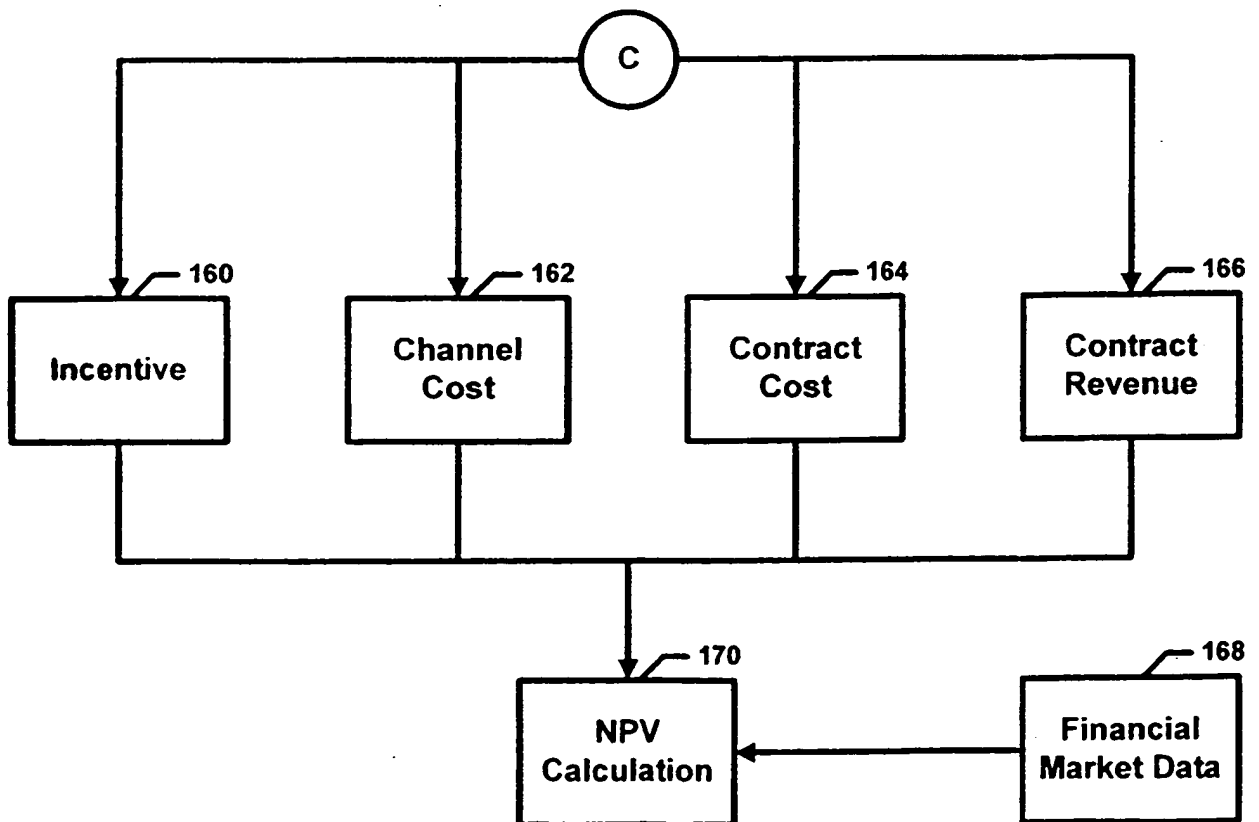 C
160
Incentive
162
Channel
Cost
164
Contract
Cost
166
Contract
Revenue
170
NPV
Calculation
168
Financial
Market Data